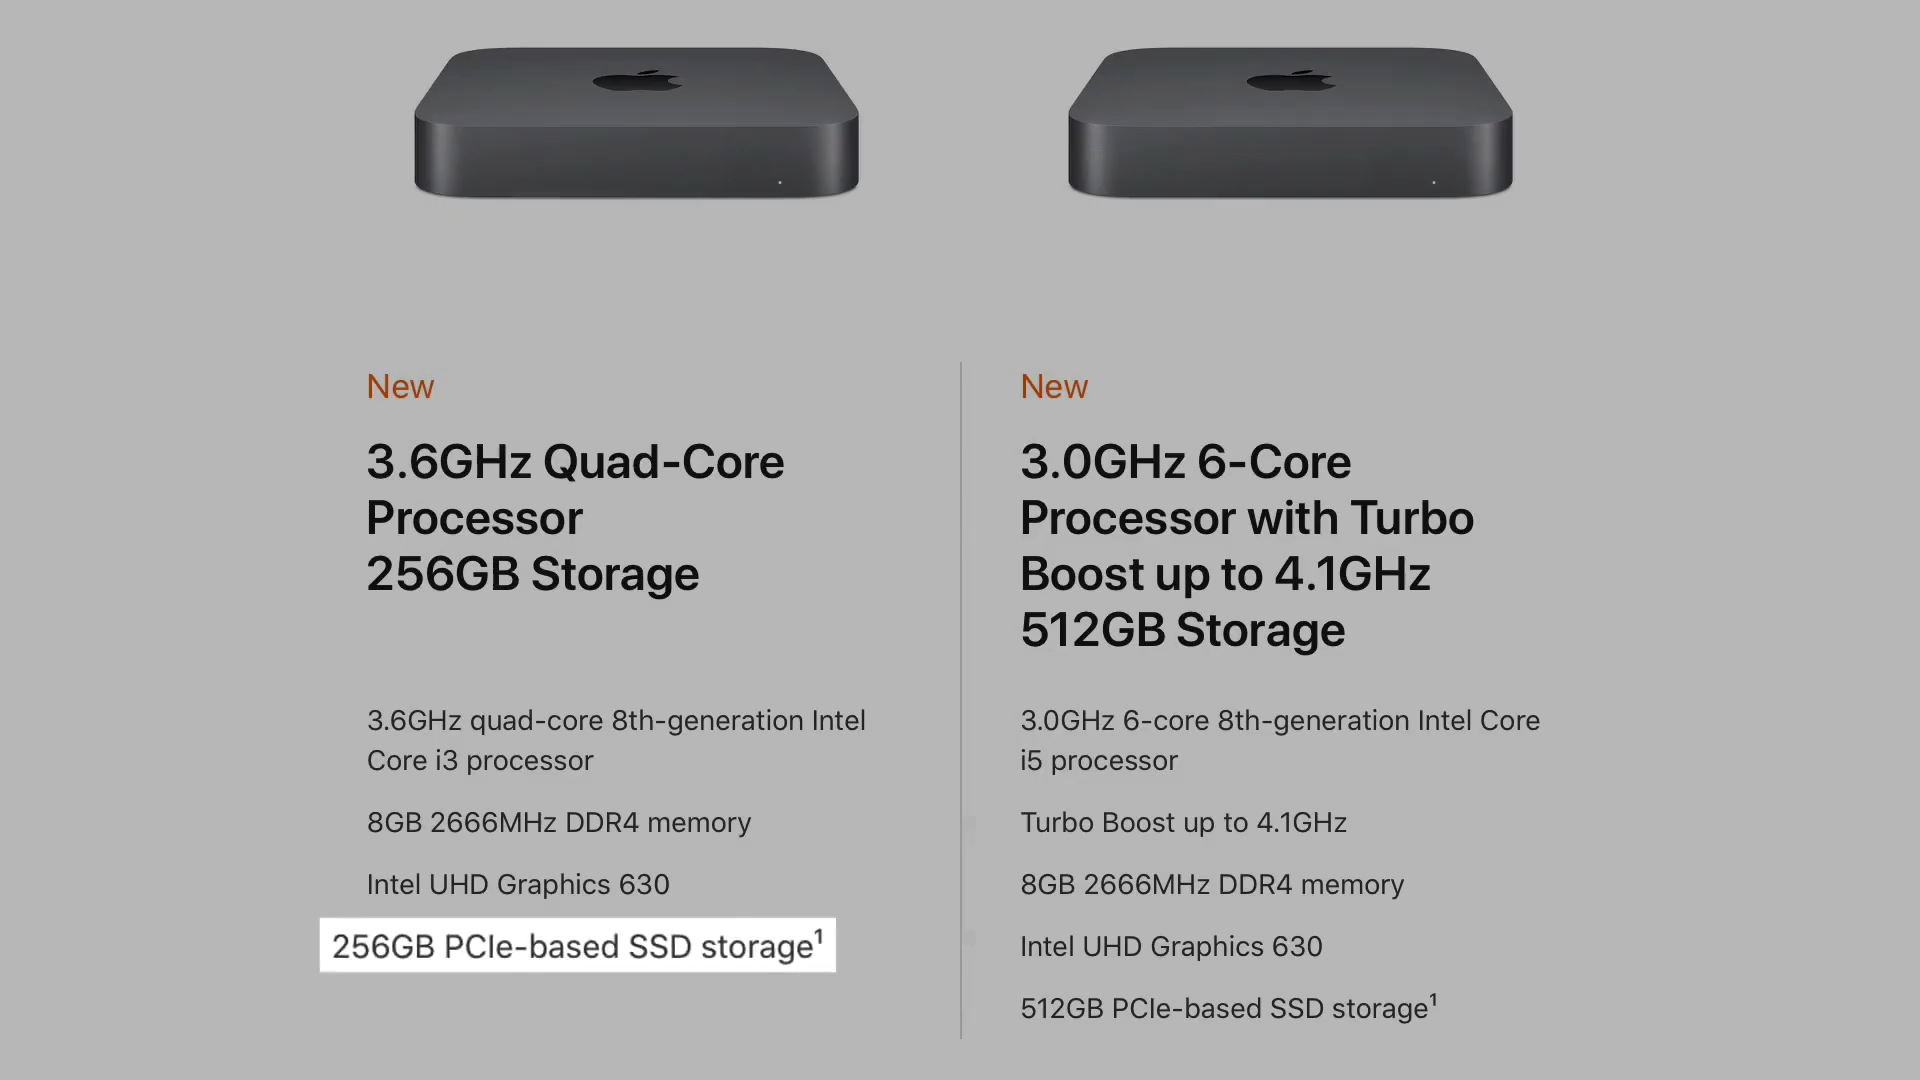 New
3.6GHz Quad-Core
Processor
256GB Storage
3.6GHz quad-core 8th-generation Intel
Core i3 processor
8GB 2666MHz DDR4 memory
Intel UHD Graphics 630
256GB PCIe-based SSD storage¹
New
3.0GHz 6-Core
Processor with Turbo
Boost up to 4.1GHz
512GB Storage
3.0GHz 6-core 8th-generation Intel Core
i5 processor
Turbo Boost up to 4.1GHz
8GB 2666MHz DDR4 memory
Intel UHD Graphics 630
512GB PCIe-based SSD storage¹